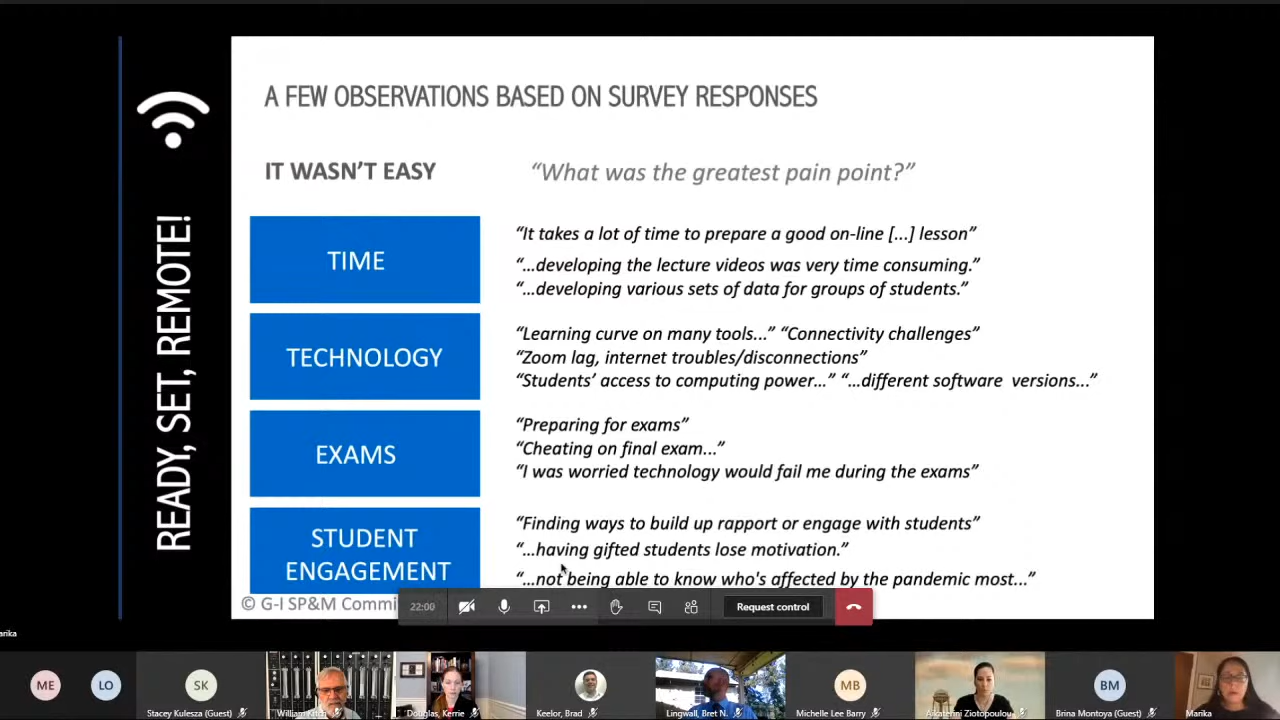 A FEW OBSERVATIONS BASED ON SURVEY RESPONSES
READY, SET, REMOTE!
IT WASN'T EASY
“What was the greatest pain point?”
TIME
“It takes a lot of time to prepare a good on-line [...] lesson”
“...developing the lecture videos was very time consuming.”
“...developing various sets of data for groups of students.”
TECHNOLOGY
“Learning curve on many tools...” “Connectivity challenges”
“Zoom lag, internet troubles/disconnections”
“Students’ access to computing power...” “...different software versions...”
EXAMS
“Preparing for exams”
“Cheating on final exam...”
“I was worried technology would fail me during the exams”
STUDENT
ENGAGEMENT
“Finding ways to build up rapport or engage with students”
“...having gifted students lose motivation.”
“...not being able to know who's affected by the pandemic most...”
© G-I SP&M Commi
22:00
Request control
arika
ME
LO
SK
MB
BM
Stacey Kulesza (Guest)
William Kitch
Douglas, Kerrie
Keelor, Brad
Lingwall, Bret N.
Michelle Lee Barry
Aikaterini Ziotopoulou
Brina Montoya (Guest)
Marika